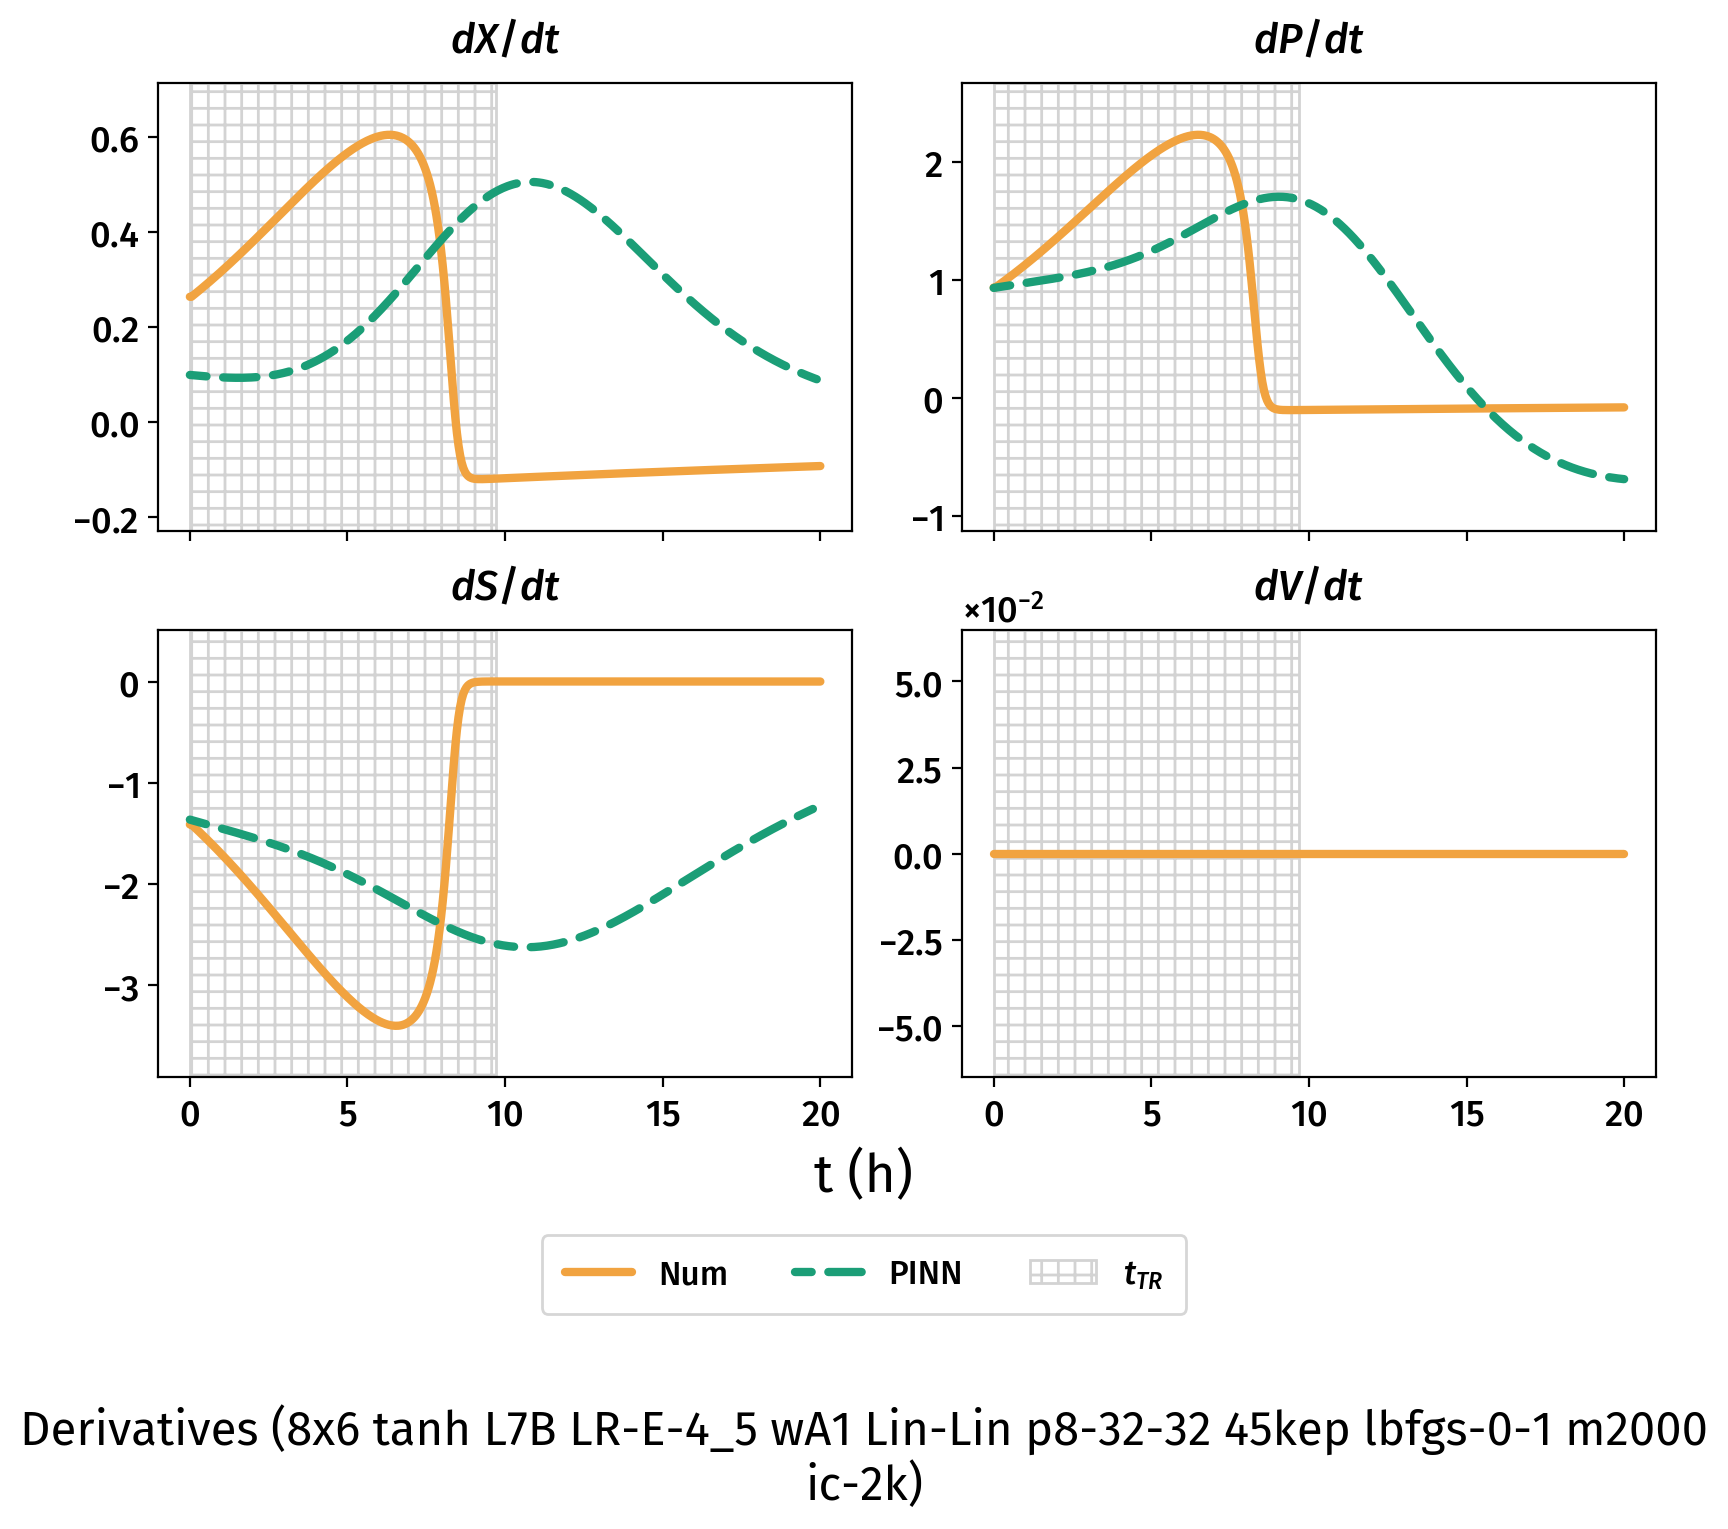 dX/dt
dP/dt
0.6
0.4
0.2
0.0
−0.2
2
1
0
−1
dS/dt
dV/dt
×10⁻²
0
−1
−2
−3
5.0
2.5
0.0
−2.5
−5.0
0 5 10 15 20
0 5 10 15 20
t (h)
Num PINN t_TR
Derivatives (8x6 tanh L7B LR-E-4_5 wA1 Lin-Lin p8-32-32 45kep lbfgs-0-1 m2000
ic-2k)